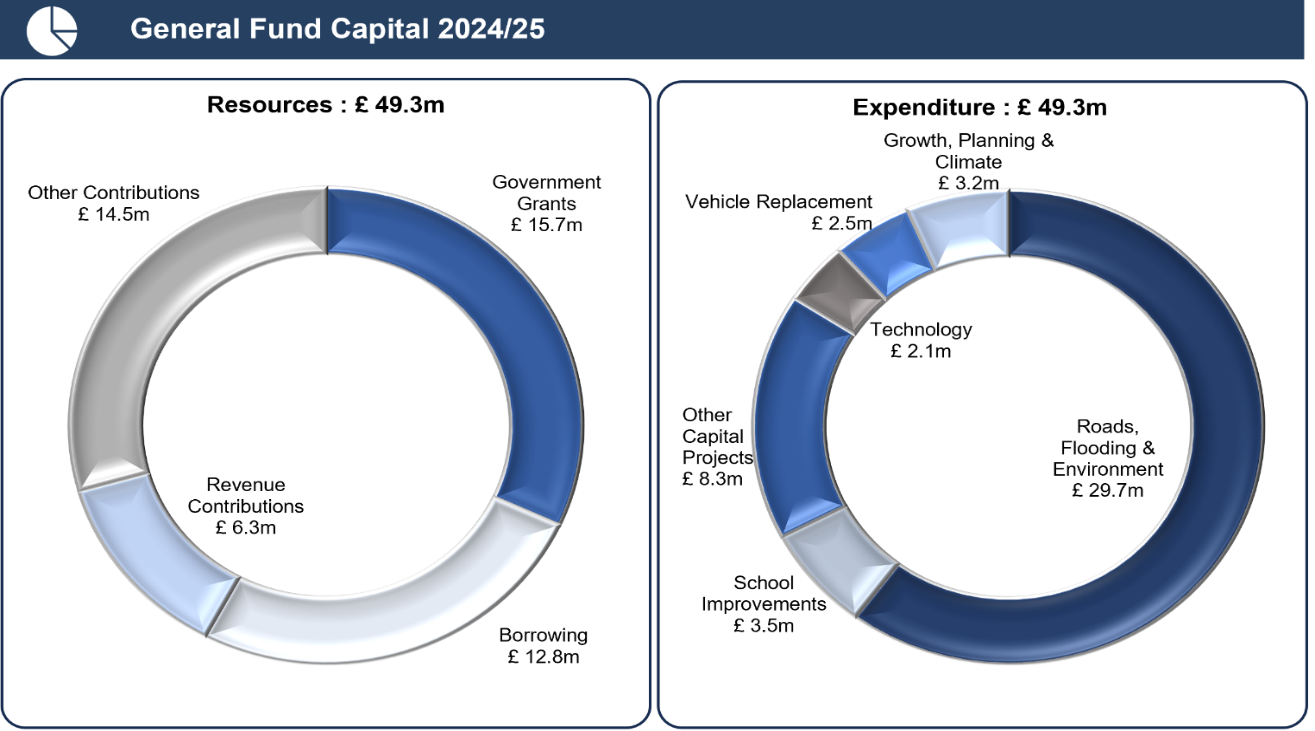 General Fund Capital 2024/25
Resources : £ 49.3m
Other Contributions
£ 14.5m
Government
Grants
£ 15.7m
Revenue
Contributions
£ 6.3m
Borrowing
£ 12.8m
Expenditure : £ 49.3m
Growth, Planning &
Climate
£ 3.2m
Vehicle Replacement
£ 2.5m
Technology
£ 2.1m
Other
Capital
Projects
£ 8.3m
Roads,
Flooding &
Environment
£ 29.7m
School
Improvements
£ 3.5m